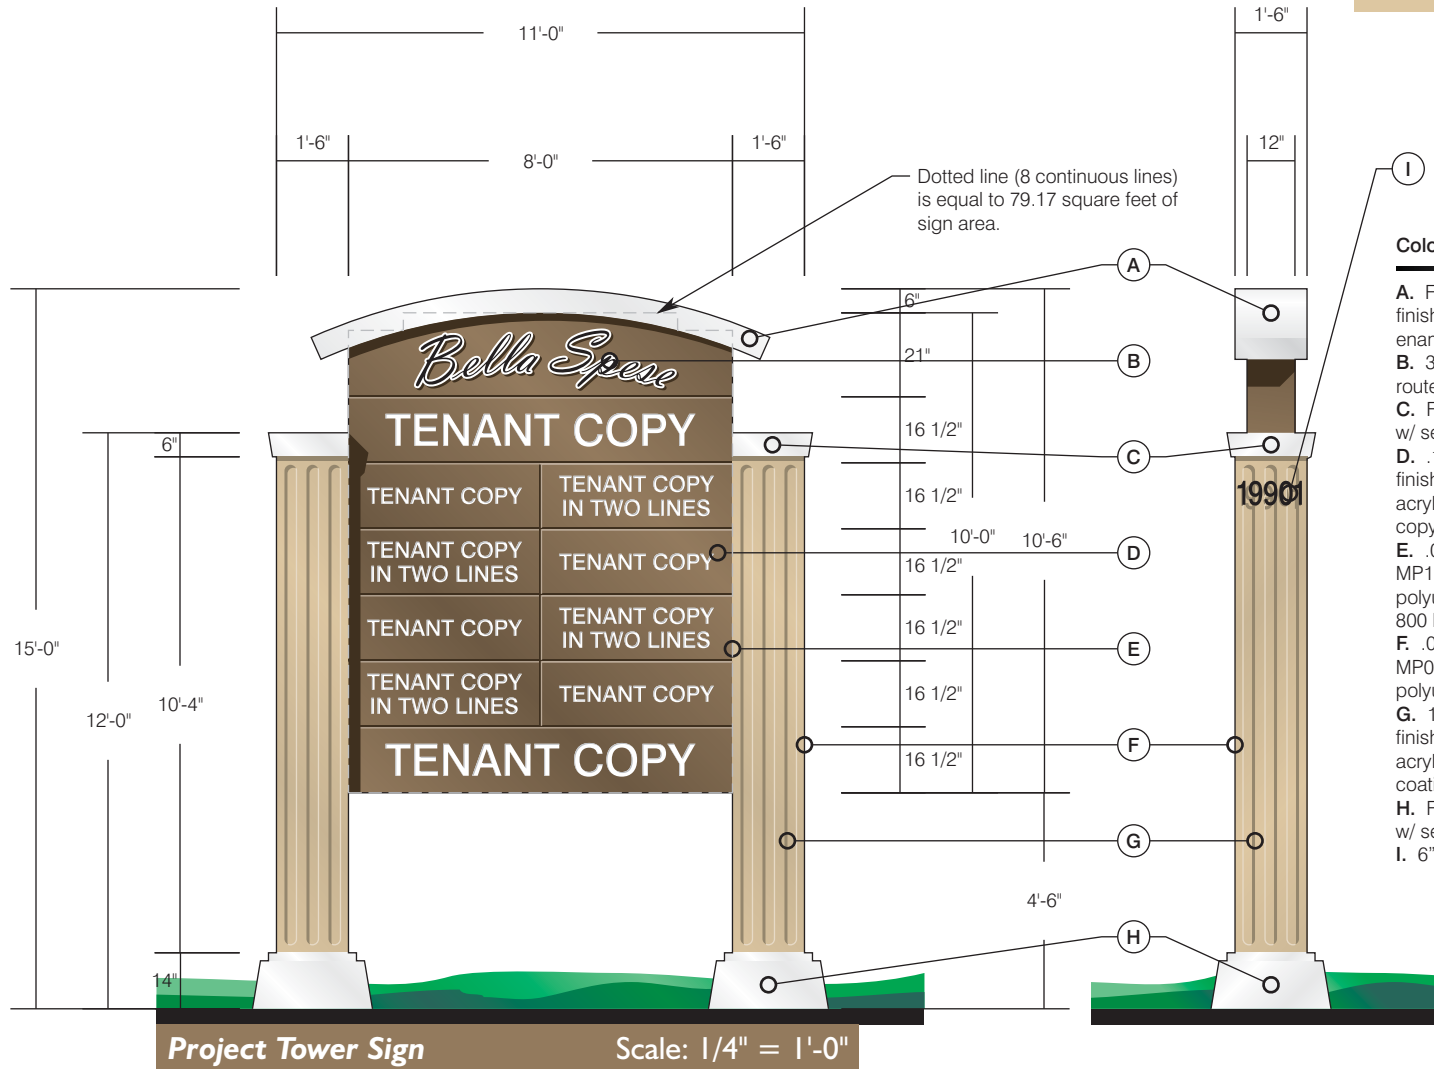 11'-0"
1'-6"
1'-6"
8'-0"
1'-6"
12"
Dotted line (8 continuous lines)
is equal to 79.17 square feet of
sign area.
I
A
B
C
D
E
F
G
H
6"
21"
16 1/2"
16 1/2"
16 1/2"
16 1/2"
16 1/2"
16 1/2"
10'-0"
10'-6"
4'-6"
15'-0"
12'-0"
6"
10'-4"
14"
Bella Spese
TENANT COPY
TENANT COPY
TENANT COPY
IN TWO LINES
TENANT COPY
IN TWO LINES
TENANT COPY
TENANT COPY
TENANT COPY
IN TWO LINES
TENANT COPY
IN TWO LINES
TENANT COPY
TENANT COPY
19901
Colo
A. F
finish
enan
B. 3
route
C. F
w/ se
D. .1
finish
acryl
copy
E. .0
MP1
polyu
800
F. .0
MP0
polyu
G. 1
finish
acryl
coati
H. F
w/ se
I. 6"
Project Tower Sign Scale: 1/4" = 1'-0"